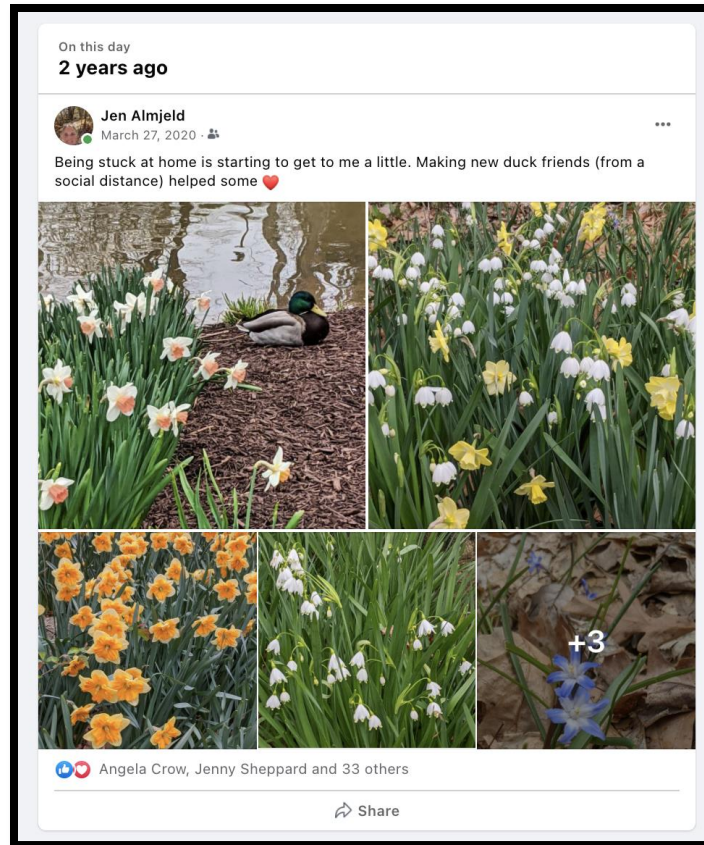 On this day
2 years ago
Jen Almjeld
March 27, 2020 ·
Being stuck at home is starting to get to me a little. Making new duck friends (from a
social distance) helped some ❤️
+3
Angela Crow, Jenny Sheppard and 33 others
Share